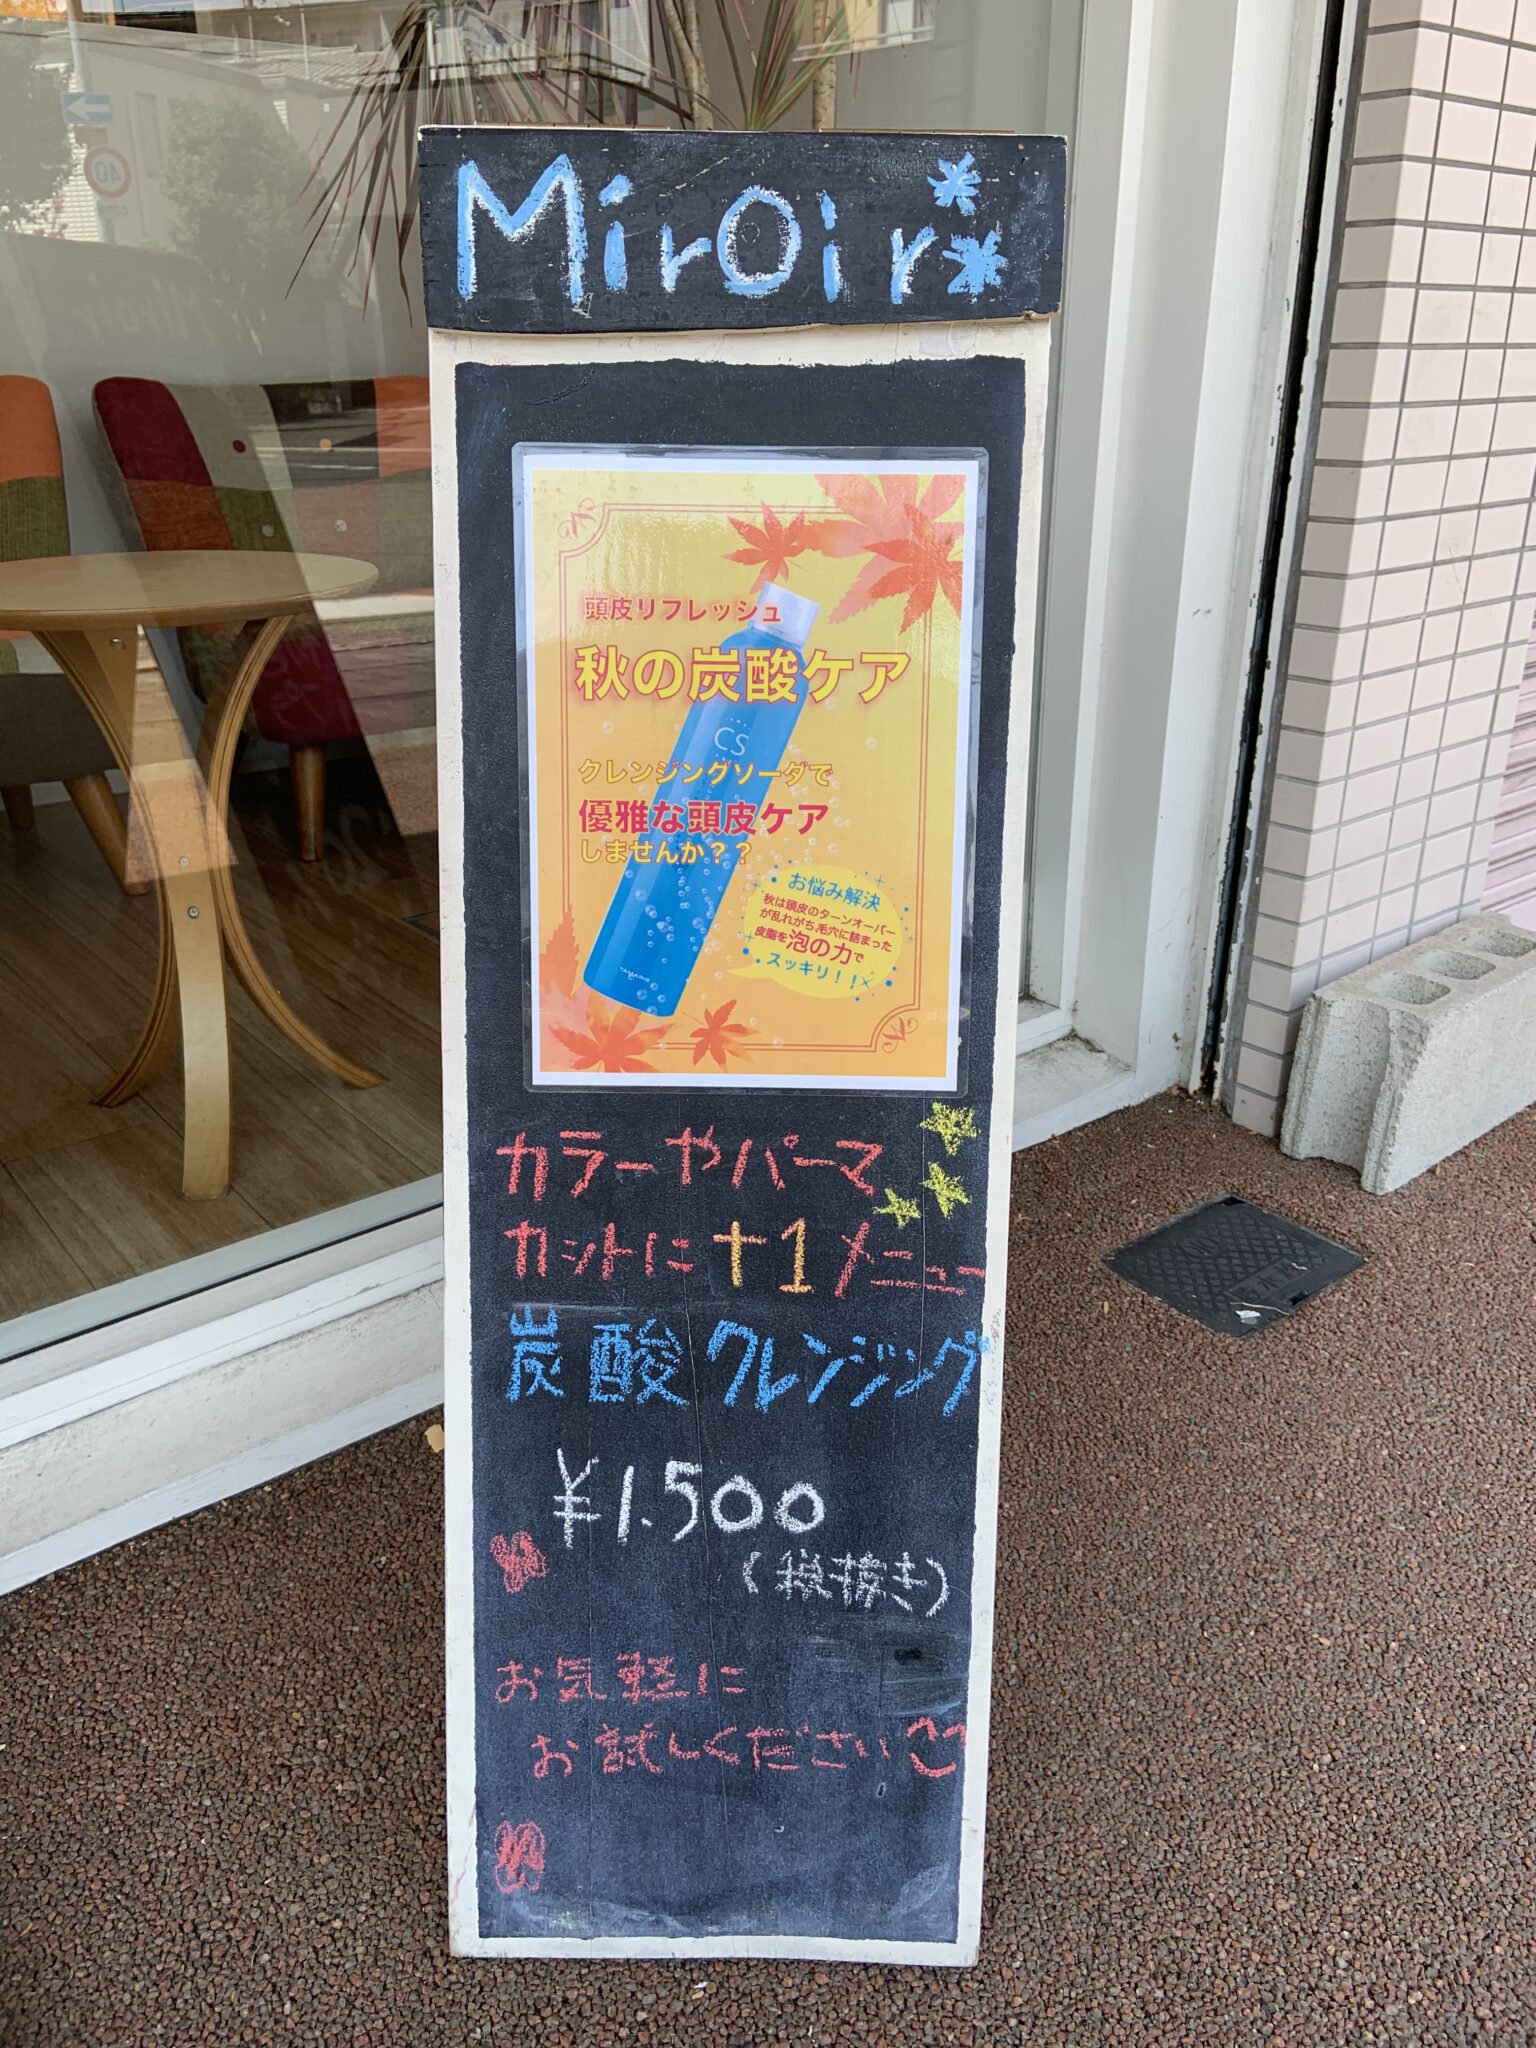 Miroir
頭皮リフレッシュ
秋の炭酸ケア
CS
クレンジングソーダで
優雅な頭皮ケア
しませんか？？
お悩み解決
秋は頭皮のターンオーバー
が乱れがち、毛穴に詰まった
皮脂を泡の力で
スッキリ！！
TAMARIS
カラーやパーマ
カットに+1メニュー
炭酸クレンジング
¥1.500
(税抜き)
お気軽に
お試しください